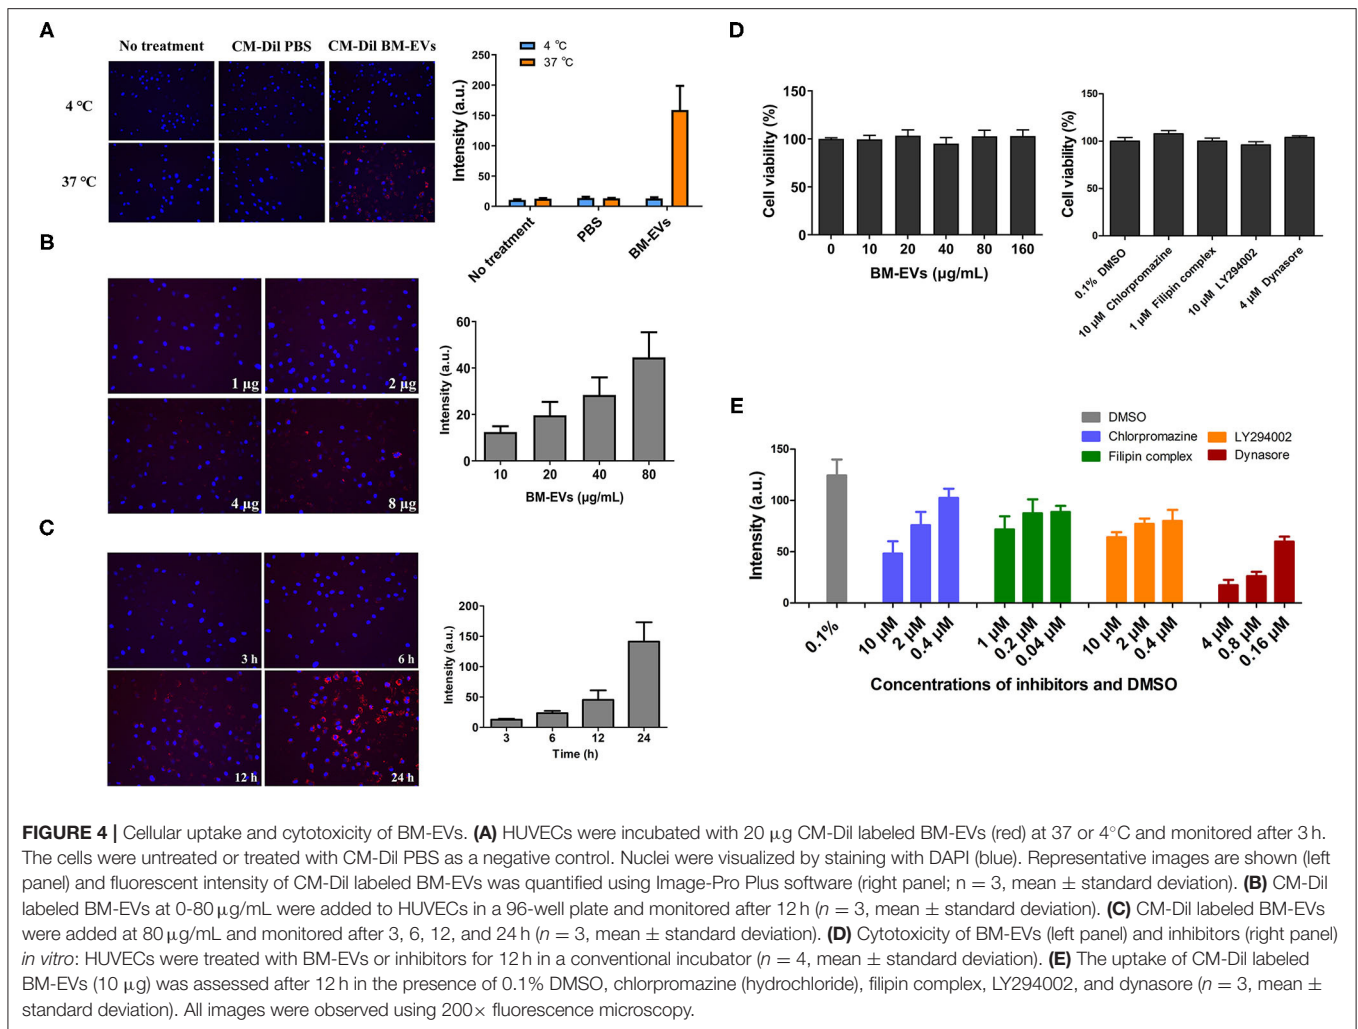 A
No treatment CM-Dil PBS CM-Dil BM-EVs
4 °C
37 °C
4 °C
37 °C
Intensity (a.u.)
250
200
150
100
50
0
No treatment
PBS
BM-EVs
B
1 µg
2 µg
4 µg
8 µg
Intensity (a.u.)
60
40
20
0
10 20 40 80
BM-EVs (µg/mL)
C
3 h
6 h
12 h
24 h
Intensity (a.u.)
200
150
100
50
0
3 6 12 24
Time (h)
D
Cell viability (%)
150
100
50
0
0 10 20 40 80 160
BM-EVs (µg/mL)
Cell viability (%)
150
100
50
0
0.1% DMSO
10 µM Chlorpromazine
1 µM Filipin complex
10 µM LY294002
4 µM Dynasore
E
DMSO
Chlorpromazine
Filipin complex
LY294002
Dynasore
Intensity (a.u.)
150
100
50
0
0.1%
10 µM
2 µM
0.4 µM
1 µM
0.2 µM
0.04 µM
10 µM
2 µM
0.4 µM
4 µM
0.8 µM
0.16 µM
Concentrations of inhibitors and DMSO
FIGURE 4 | Cellular uptake and cytotoxicity of BM-EVs. (A) HUVECs were incubated with 20 µg CM-Dil labeled BM-EVs (red) at 37 or 4°C and monitored after 3 h.
The cells were untreated or treated with CM-Dil PBS as a negative control. Nuclei were visualized by staining with DAPI (blue). Representative images are shown (left
panel) and fluorescent intensity of CM-Dil labeled BM-EVs was quantified using Image-Pro Plus software (right panel; n = 3, mean ± standard deviation). (B) CM-Dil
labeled BM-EVs at 0-80 µg/mL were added to HUVECs in a 96-well plate and monitored after 12 h (n = 3, mean ± standard deviation). (C) CM-Dil labeled BM-EVs
were added at 80 µg/mL and monitored after 3, 6, 12, and 24 h (n = 3, mean ± standard deviation). (D) Cytotoxicity of BM-EVs (left panel) and inhibitors (right panel)
in vitro: HUVECs were treated with BM-EVs or inhibitors for 12 h in a conventional incubator (n = 4, mean ± standard deviation). (E) The uptake of CM-Dil labeled
BM-EVs (10 µg) was assessed after 12 h in the presence of 0.1% DMSO, chlorpromazine (hydrochloride), filipin complex, LY294002, and dynasore (n = 3, mean ±
standard deviation). All images were observed using 200× fluorescence microscopy.